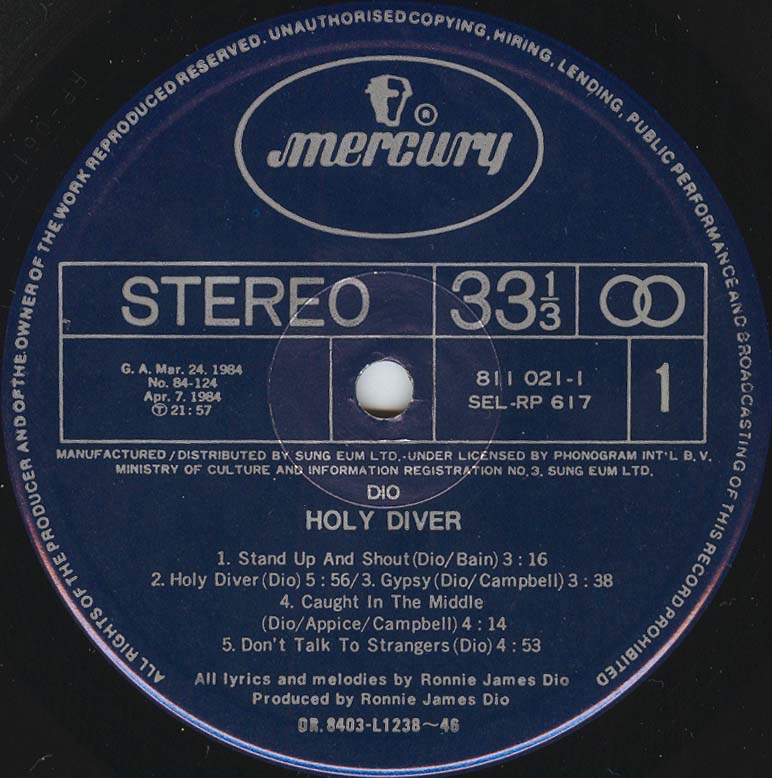 ALL RIGHTS OF THE PRODUCER AND OF THE OWNER OF THE WORK REPRODUCED RESERVED. UNAUTHORISED COPYING, HIRING, LENDING, PUBLIC PERFORMANCE AND BROADCASTING OF THIS RECORD PROHIBITED
®
mercury
STEREO 33 1/3
G. A. Mar. 24. 1984
No. 84-124
Apr. 7. 1984
Ⓣ 21 : 57
811 021-1
SEL-RP 617
1
MANUFACTURED / DISTRIBUTED BY SUNG EUM LTD.-UNDER LICENSED BY PHONOGRAM INT'L B. V.
MINISTRY OF CULTURE AND INFORMATION REGISTRATION NO. 3. SUNG EUM LTD.
DIO
HOLY DIVER
1. Stand Up And Shout (Dio/Bain) 3 : 16
2. Holy Diver (Dio) 5 : 56/3. Gypsy (Dio/Campbell) 3 : 38
4. Caught In The Middle
(Dio/Appice/Campbell) 4 : 14
5. Don't Talk To Strangers (Dio) 4 : 53
All lyrics and melodies by Ronnie James Dio
Produced by Ronnie James Dio
OR. 8403-L1238~46